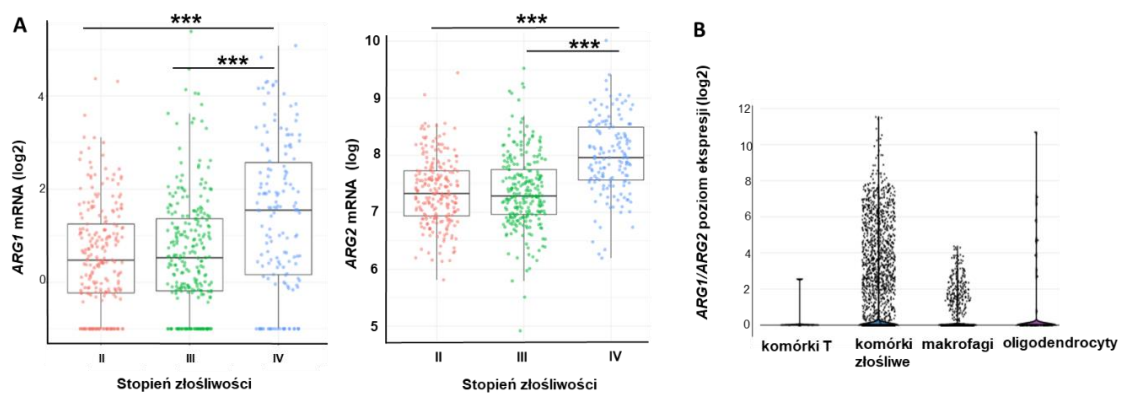 A
***
***
ARG1 mRNA (log2)
4
2
0
II
III
IV
Stopień złośliwości
***
***
ARG2 mRNA (log)
10
9
8
7
6
5
II
III
IV
Stopień złośliwości
B
ARG1/ARG2 poziom ekspresji (log2)
12
10
8
6
4
2
0
komórki T
komórki
złośliwe
makrofagi
oligodendrocyty